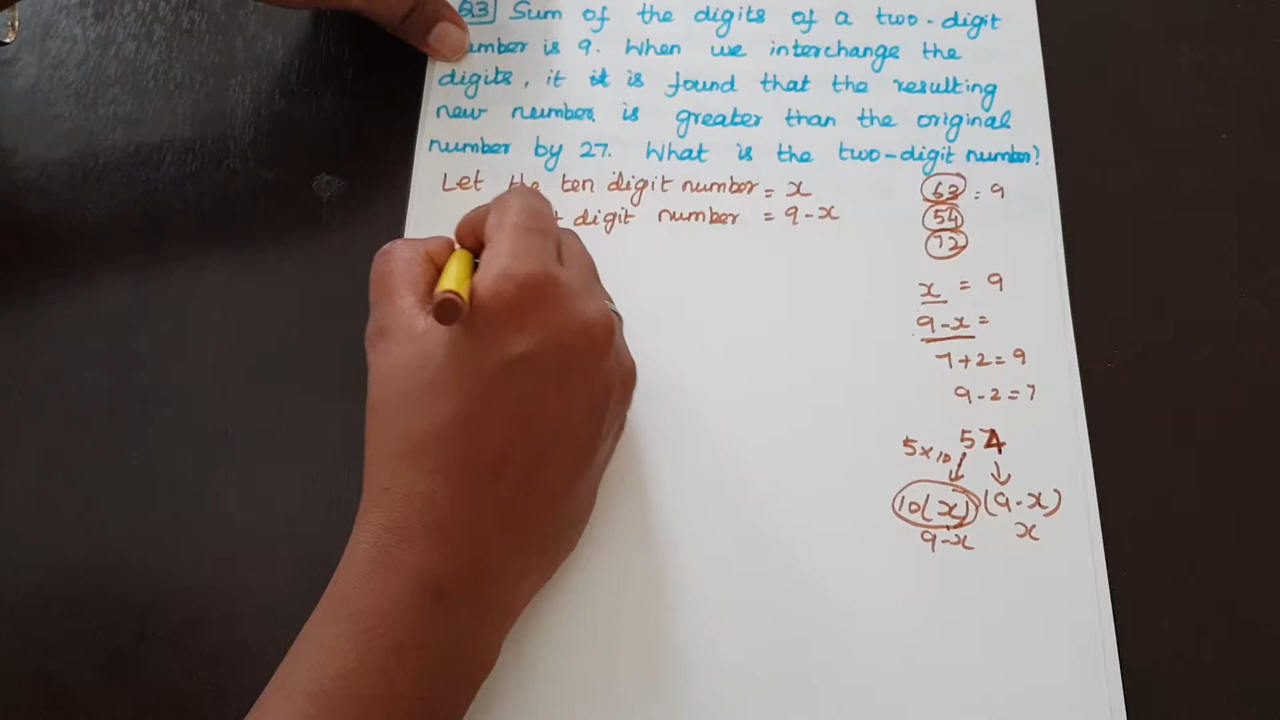 Q3] Sum of the digits of a two-digit
number is 9. When we interchange the
digits, it it is found that the resulting
new number is greater than the original
number by 27. What is the two-digit number?
Let the ten digit number = x
digit number = 9-x
63 = 9
54
72
x = 9
9-x =
7+2=9
9-2=7
54
5x10
10(x) (9-x)
9-x x